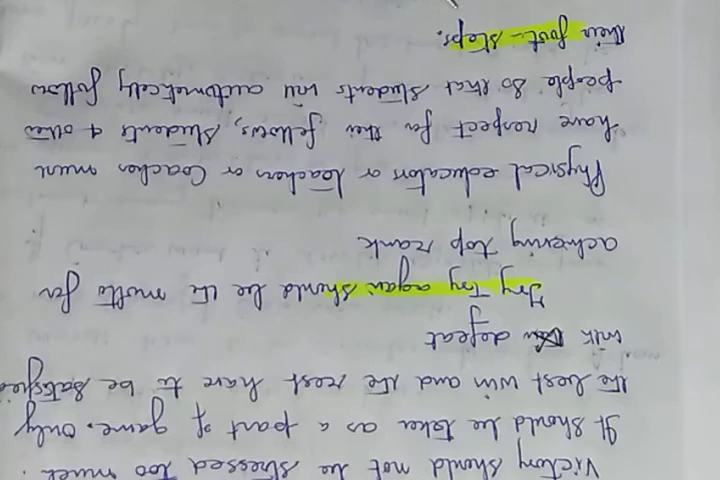 Victory should not be stressed too much.
It should be taken as a part of game. Only
the best win and the rest have to be satisfied
with defeat
Try Try again should be the motto for
achieving top rank
Physical educators or teachers or Coaches must
have respect for their fellows, students & other
people so that students will automatically follow
their foot-steps.